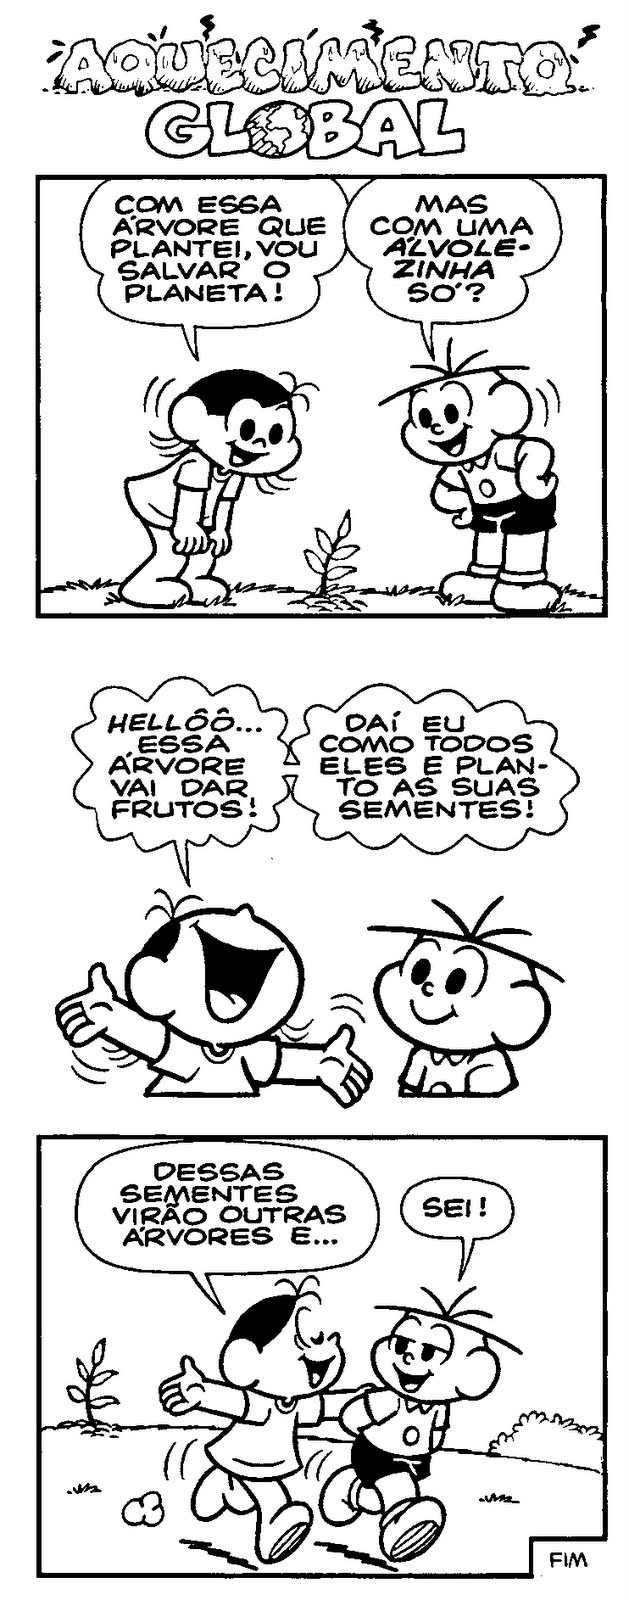 AQUECIMENTO
GLOBAL
COM ESSA
ÁRVORE QUE
PLANTEI, VOU
SALVAR O
PLANETA!
MAS
COM UMA
ÁLVOLE-
ZINHA
SÓ?
HELLÔÔ...
ESSA
ÁRVORE
VAI DAR
FRUTOS!
DAÍ EU
COMO TODOS
ELES E PLAN-
TO AS SUAS
SEMENTES!
DESSAS
SEMENTES
VIRÃO OUTRAS
ÁRVORES E...
SEI!
FIM